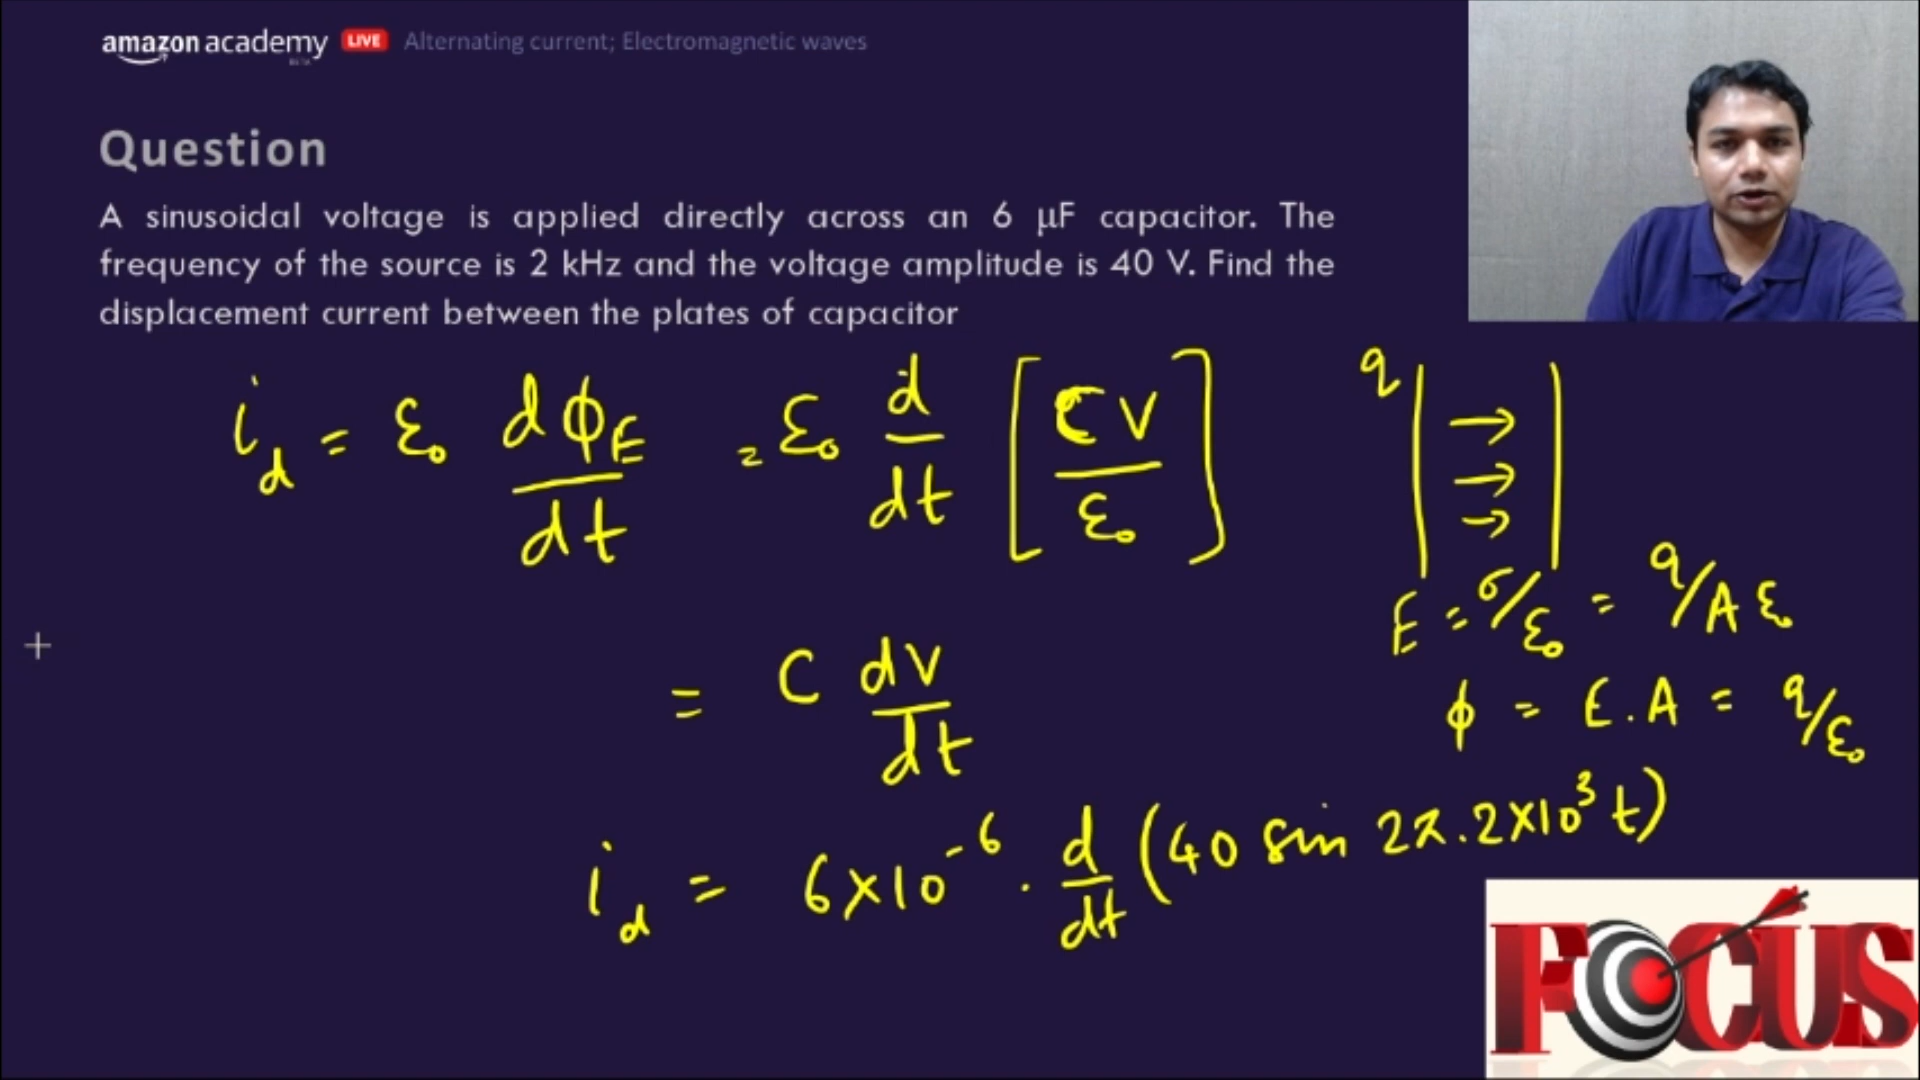 amazon academy LIVE Alternating current; Electromagnetic waves
BETA
Question
A sinusoidal voltage is applied directly across an 6 μF capacitor. The
frequency of the source is 2 kHz and the voltage amplitude is 40 V. Find the
displacement current between the plates of capacitor
i_d = ε₀ dϕ_E/dt = ε₀ d/dt [CV/ε₀]
q
E = σ/ε₀ = q/Aε₀
= C dV/dt
ϕ = E.A = q/ε₀
i_d = 6×10⁻⁶ . d/dt (40 sin 2π.2×10³ t)
FOCUS